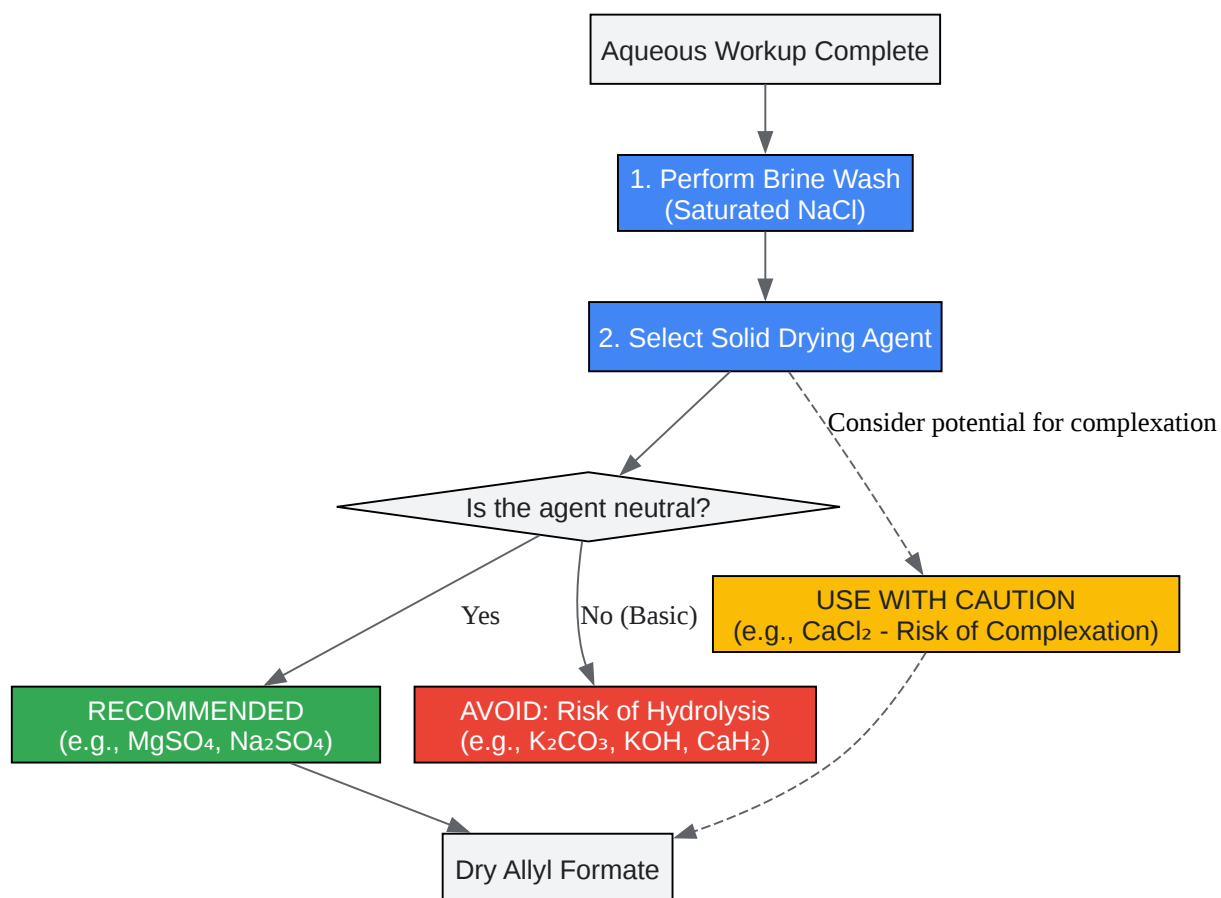 Aqueous Workup Complete
1. Perform Brine Wash
(Saturated NaCl)
2. Select Solid Drying Agent
Consider potential for complexation
Is the agent neutral?
Yes
No (Basic)
USE WITH CAUTION
(e.g., CaCl₂ - Risk of Complexation)
RECOMMENDED
(e.g., MgSO₄, Na₂SO₄)
AVOID: Risk of Hydrolysis
(e.g., K₂CO₃, KOH, CaH₂)
Dry Allyl Formate